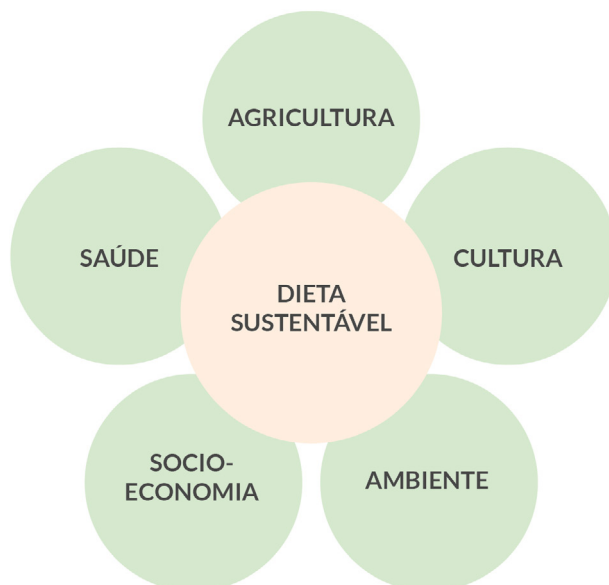 AGRICULTURA
SAÚDE
CULTURA
DIETA
SUSTENTÁVEL
SOCIO-
ECONOMIA
AMBIENTE